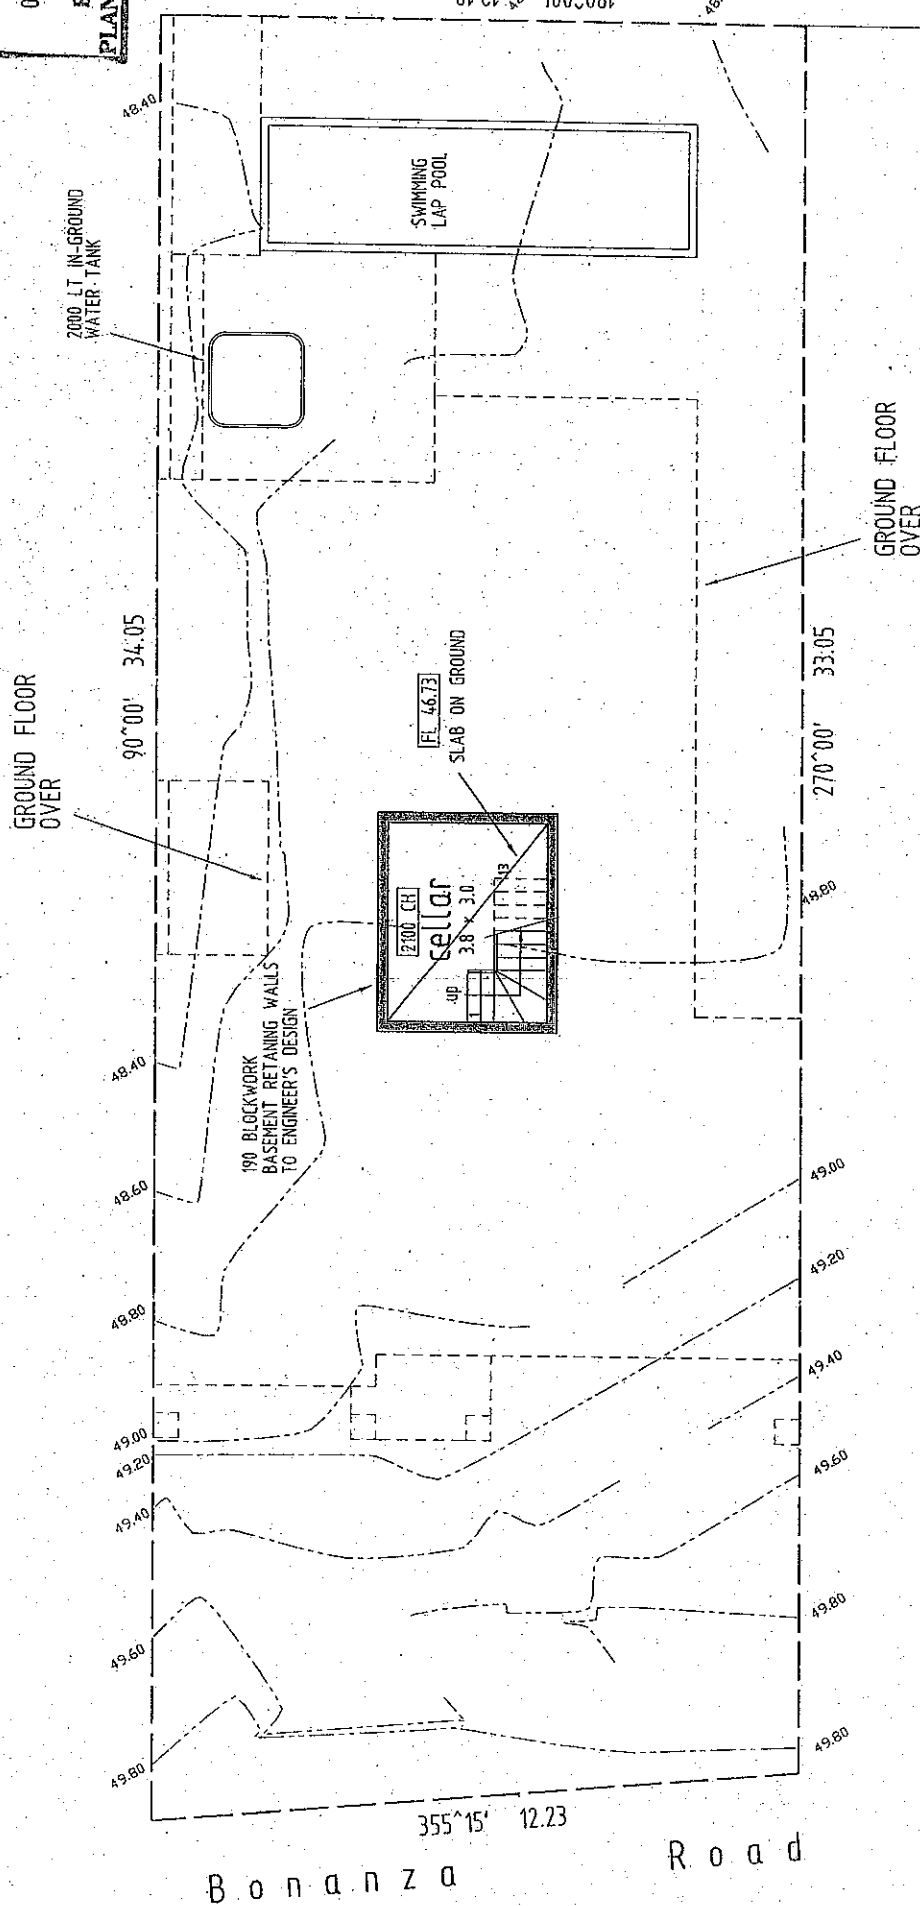 PLAN
48.40
2000 LT IN-GROUND
WATER TANK
SWIMMING
LAP POOL
GROUND FLOOR
OVER
90^00' 34.05
GROUND FLOOR
OVER
270^00' 33.05
FL 46.73
SLAB ON GROUND
2100 CH
cellar
3.8 x 3.0
13
up
1
190 BLOCKWORK
BASEMENT RETANING WALLS
TO ENGINEER'S DESIGN
48.80
48.40
48.60
48.80
49.00
49.20
49.40
49.60
49.80
49.00
49.20
49.40
49.60
49.80
49.80
355^15' 12.23
Bonanza Road